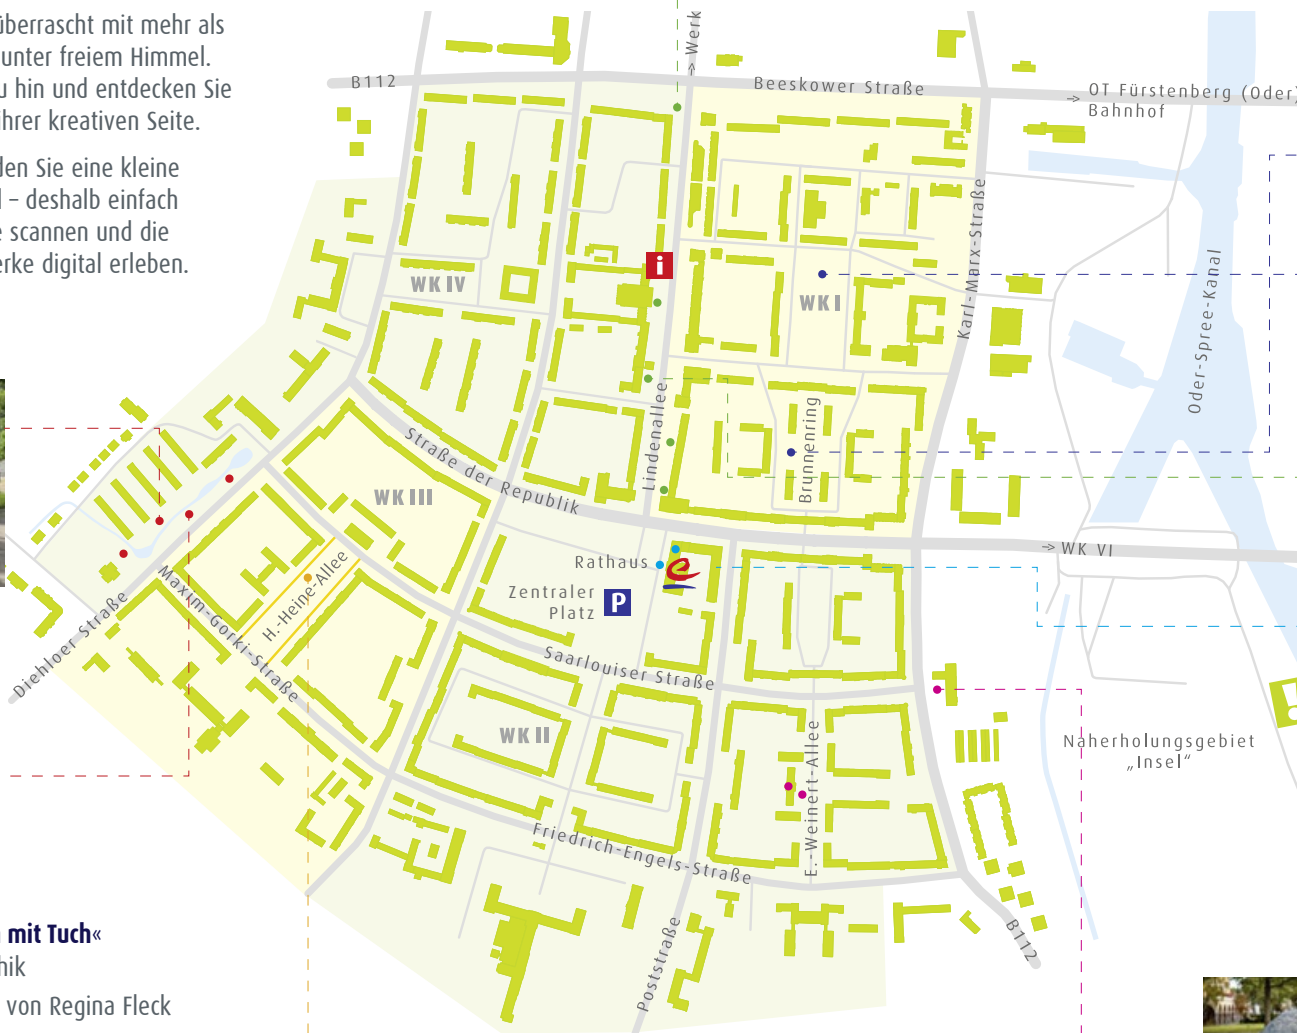 überrascht mit mehr als
unter freiem Himmel.
u hin und entdecken Sie
ihrer kreativen Seite.
den Sie eine kleine
– deshalb einfach
e scannen und die
erke digital erleben.
B112
Werk
Beeskower Straße
OT Fürstenberg (Oder)
Bahnhof
Karl-Marx-Straße
Oder-Spree-Kanal
WK IV
i
WK I
Lindenallee
Brunnenring
Straße der Republik
WK III
WK VI
Rathaus
e
Zentraler
Platz
P
H.-Heine-Allee
Maxim-Gorki-Straße
Diehloer Straße
Saarlouiser Straße
WK II
E.-Weinert-Allee
Naherholungsgebiet
„Insel“
Friedrich-Engels-Straße
Poststraße
B112
mit Tuch«
hik
von Regina Fleck